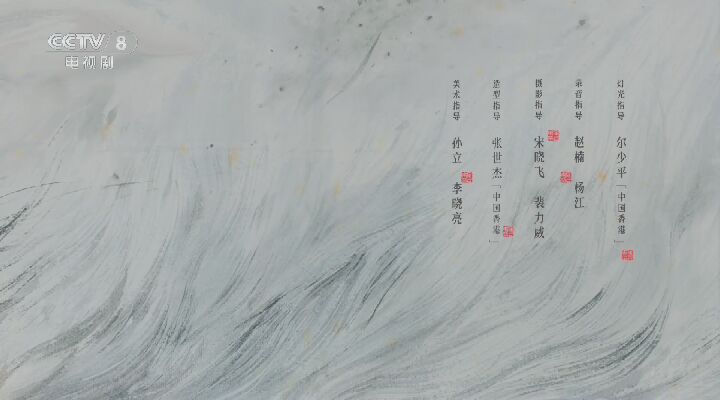 CCTV 8
电视剧
灯光指导
尔少平「中国香港」
录音指导
赵楠 杨江
摄影指导
宋晓飞 裴力威
造型指导
张世杰「中国香港」
美术指导
孙立 李晓亮